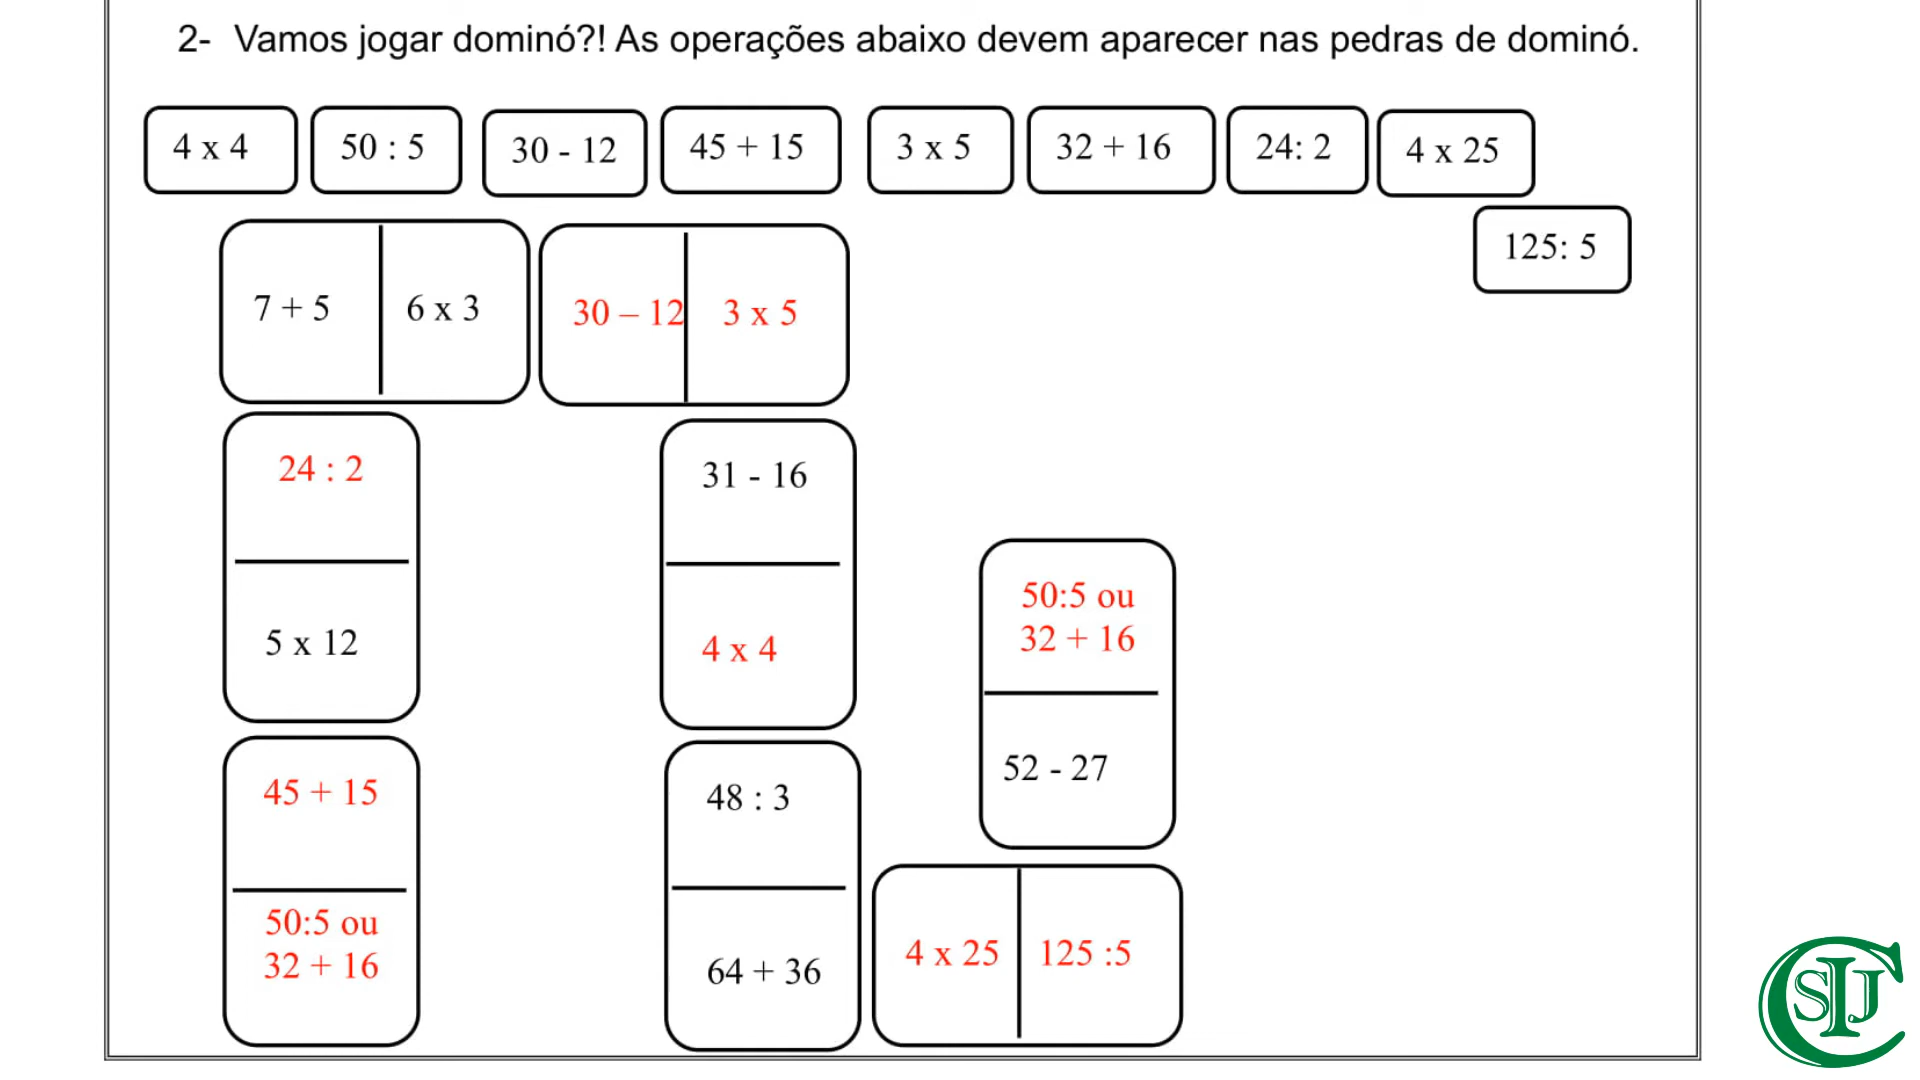 2- Vamos jogar dominó?! As operações abaixo devem aparecer nas pedras de dominó.
4 x 4
50 : 5
30 - 12
45 + 15
3 x 5
32 + 16
24: 2
4 x 25
125: 5
7 + 5
6 x 3
30 – 12
3 x 5
24 : 2
5 x 12
31 - 16
4 x 4
50:5 ou
32 + 16
52 - 27
45 + 15
50:5 ou
32 + 16
48 : 3
64 + 36
4 x 25
125 :5
CSIJ